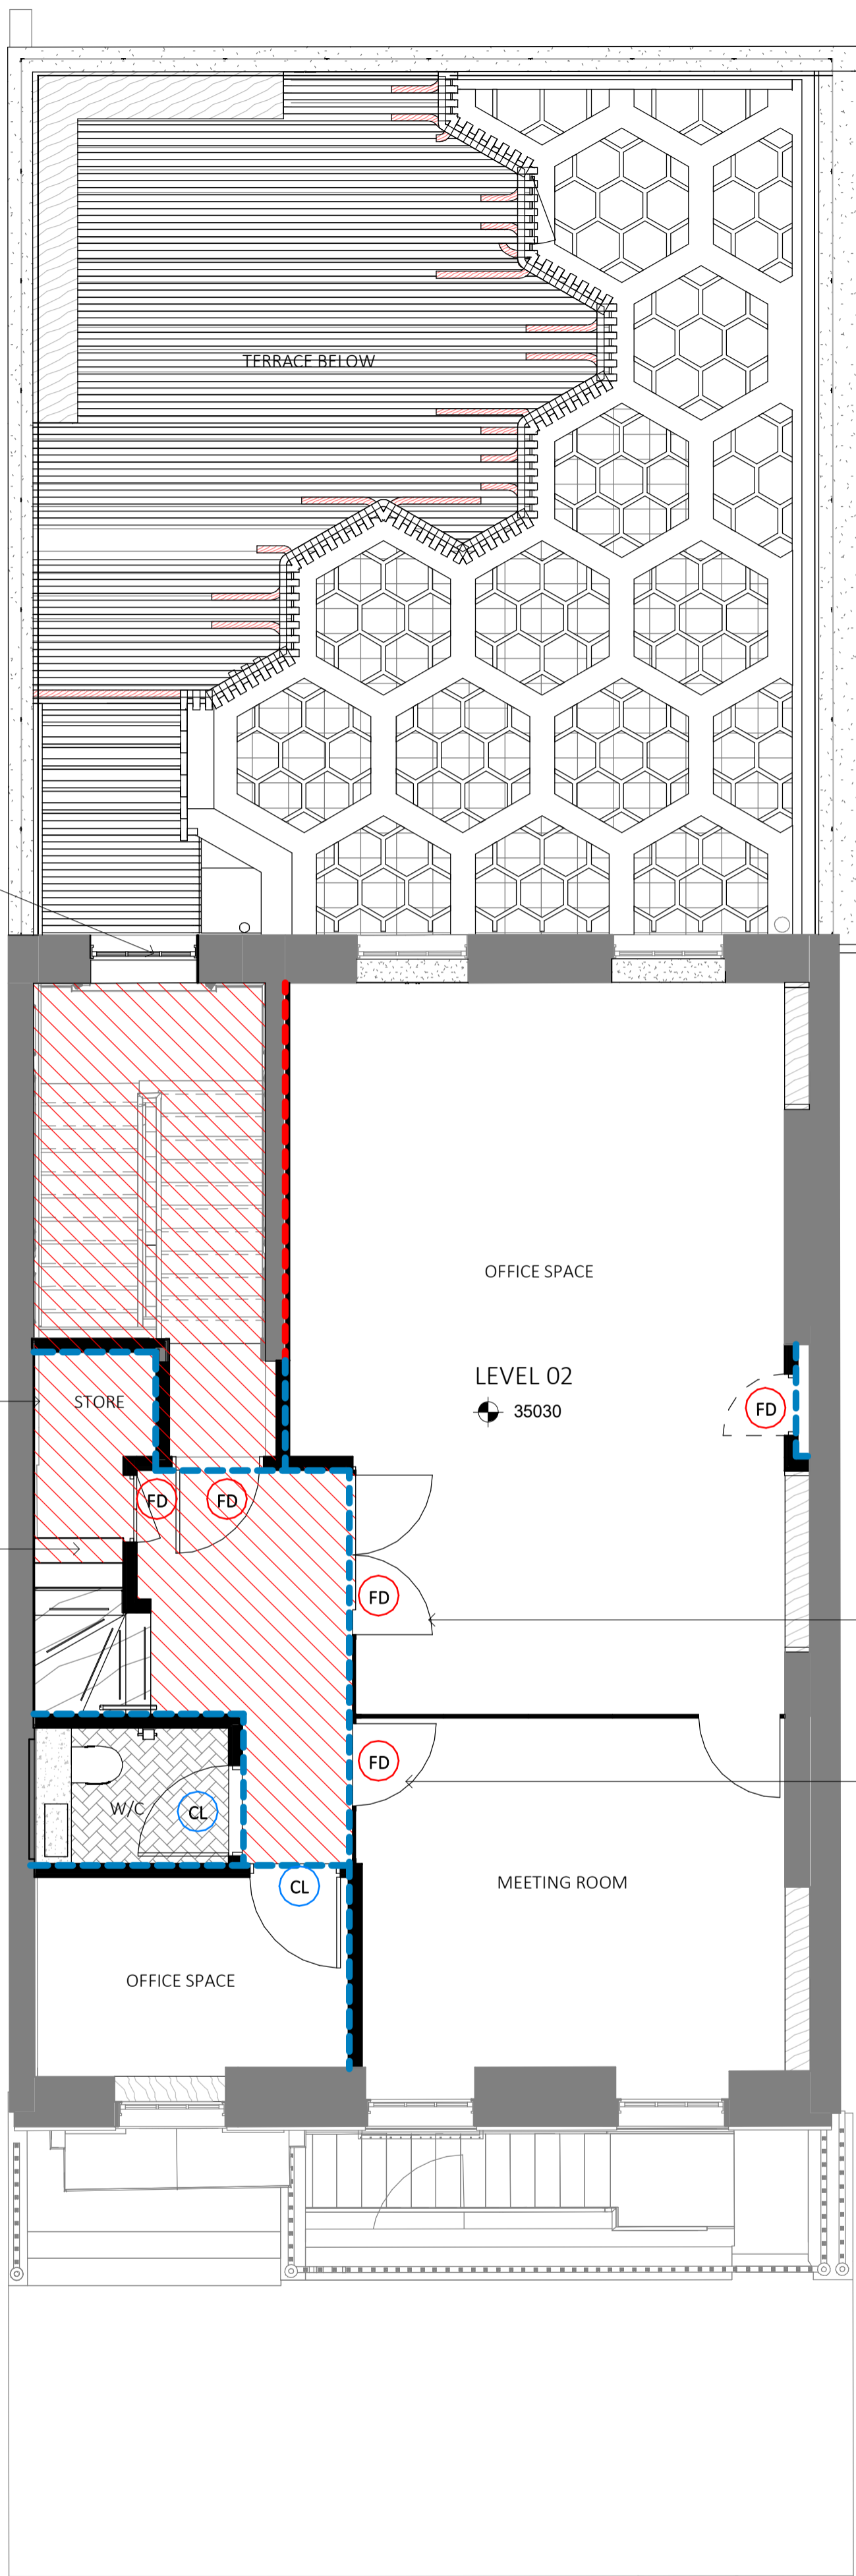 TERRACE BELOW
OFFICE SPACE
LEVEL 02
35030
STORE
FD
FD
FD
FD
FD
W/C
CL
CL
MEETING ROOM
OFFICE SPACE